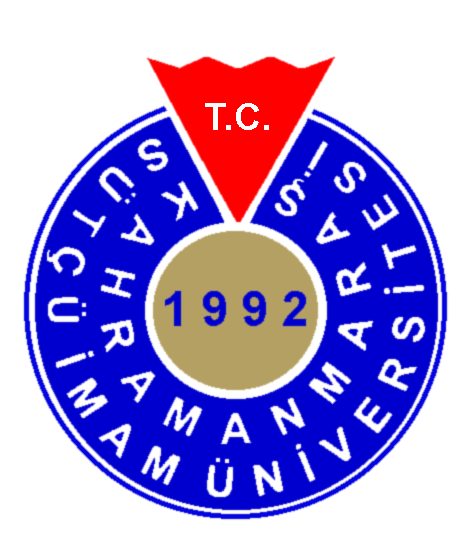 T.C.
KAHRAMANMARAŞ
SÜTÇÜ İMAM ÜNİVERSİTESİ
1992